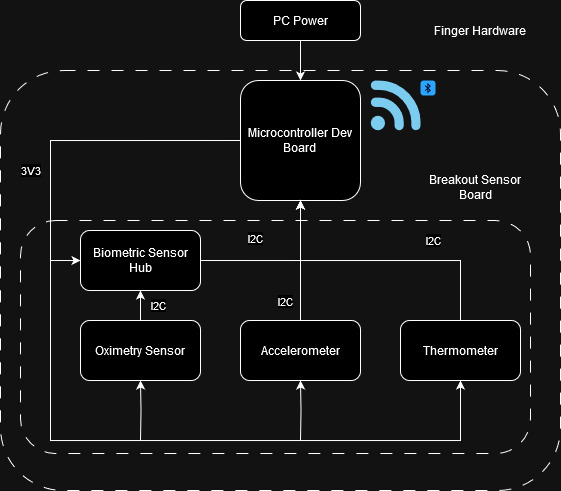 PC Power
Finger Hardware
Microcontroller Dev
Board
3V3
Breakout Sensor
Board
I2C
I2C
Biometric Sensor
Hub
I2C
I2C
Oximetry Sensor
Accelerometer
Thermometer